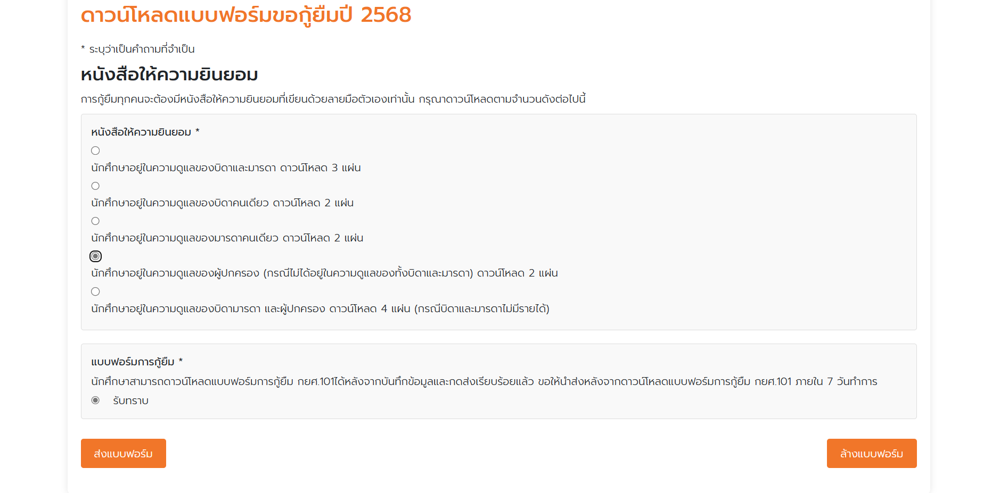 ดาวน์โหลดแบบฟอร์มขอกู้ยืมปี 2568
* ระบุว่าเป็นคำถามที่จำเป็น
หนังสือให้ความยินยอม
การกู้ยืมทุกคนจะต้องมีหนังสือให้ความยินยอมที่เขียนด้วยลายมือตัวเองเท่านั้น กรุณาดาวน์โหลดตามจำนวนดังต่อไปนี้
หนังสือให้ความยินยอม *
นักศึกษาอยู่ในความดูแลของบิดาและมารดา ดาวน์โหลด 3 แผ่น
นักศึกษาอยู่ในความดูแลของบิดาคนเดียว ดาวน์โหลด 2 แผ่น
นักศึกษาอยู่ในความดูแลของมารดาคนเดียว ดาวน์โหลด 2 แผ่น
นักศึกษาอยู่ในความดูแลของผู้ปกครอง (กรณีไม่ได้อยู่ในความดูแลของทั้งบิดาและมารดา) ดาวน์โหลด 2 แผ่น
นักศึกษาอยู่ในความดูแลของบิดามารดา และผู้ปกครอง ดาวน์โหลด 4 แผ่น (กรณีบิดาและมารดาไม่มีรายได้)
แบบฟอร์มการกู้ยืม *
นักศึกษาสามารถดาวน์โหลดแบบฟอร์มการกู้ยืม กยศ.101ได้หลังจากบันทึกข้อมูลและกดส่งเรียบร้อยแล้ว ขอให้นำส่งหลังจากดาวน์โหลดแบบฟอร์มการกู้ยืม กยศ.101 ภายใน 7 วันทำการ
รับทราบ
ส่งแบบฟอร์ม
ล้างแบบฟอร์ม